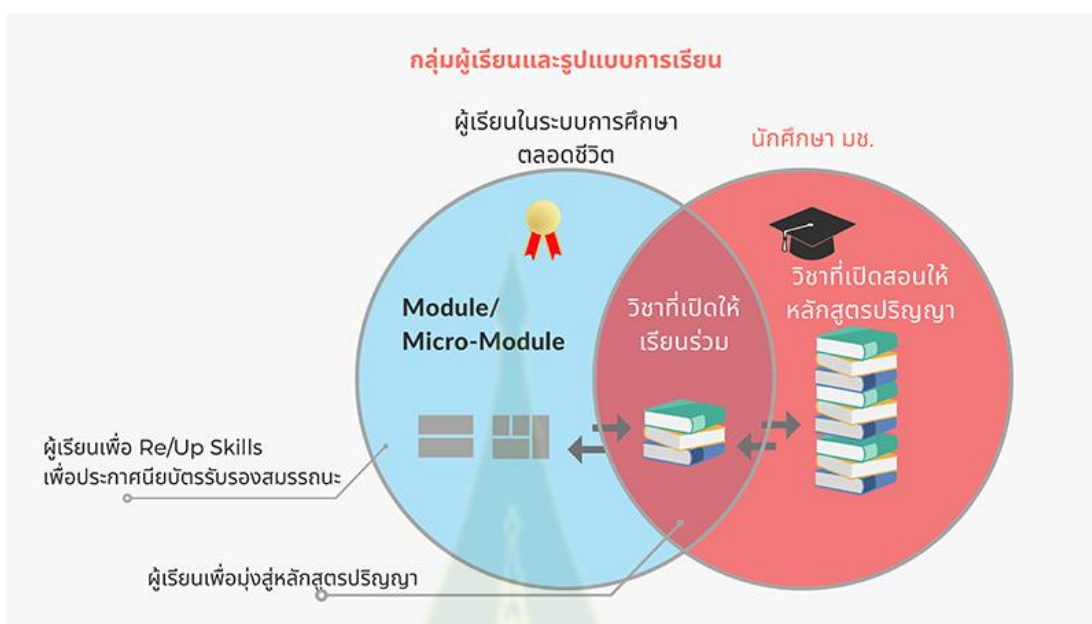 กลุ่มผู้เรียนและรูปแบบการเรียน
ผู้เรียนในระบบการศึกษา
ตลอดชีวิต
นักศึกษา มช.
Module/
Micro-Module
วิชาที่เปิดให้
เรียนร่วม
วิชาที่เปิดสอนให้
หลักสูตรปริญญา
ผู้เรียนเพื่อ Re/Up Skills
เพื่อประกาศนียบัตรรับรองสมรรถนะ
ผู้เรียนเพื่อมุ่งสู่หลักสูตรปริญญา